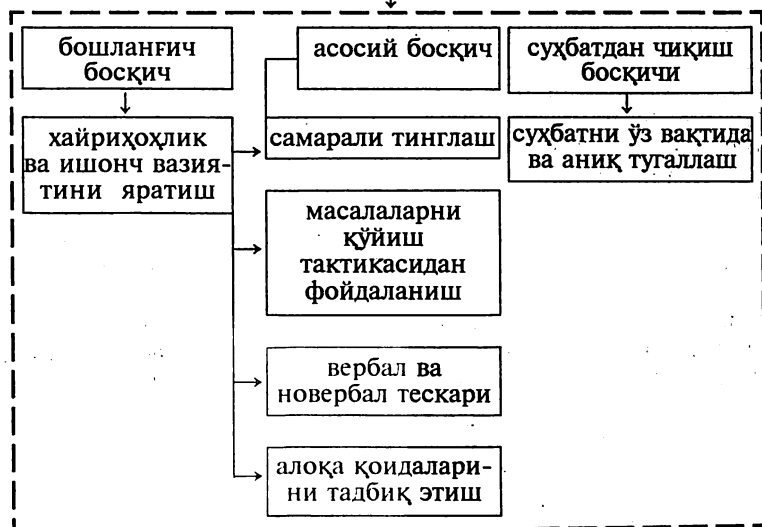 бошланғич
босқич
хайриҳоҳлик
ва ишонч вазия-
тини яратиш
асосий босқич
самарали тинглаш
масалаларни
қўйиш
тактикасидан
фойдаланиш
вербал ва
новербал тескари
алоқа қоидалари-
ни тадбиқ этиш
суҳбатдан чиқиш
босқичи
суҳбатни ўз вақтида
ва аниқ тугаллаш